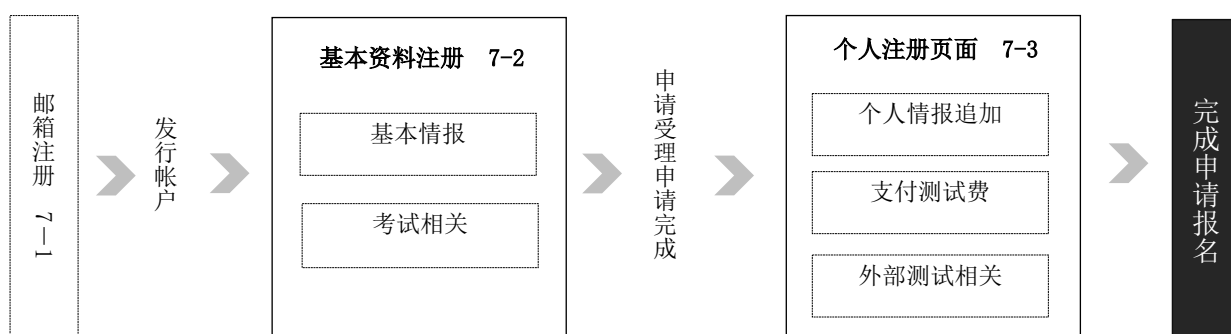 邮箱注册 7—1
发行帐户
基本资料注册 7-2
基本情报
考试相关
申请受理申请完成
个人注册页面 7-3
个人情报追加
支付测试费
外部测试相关
完成申请报名